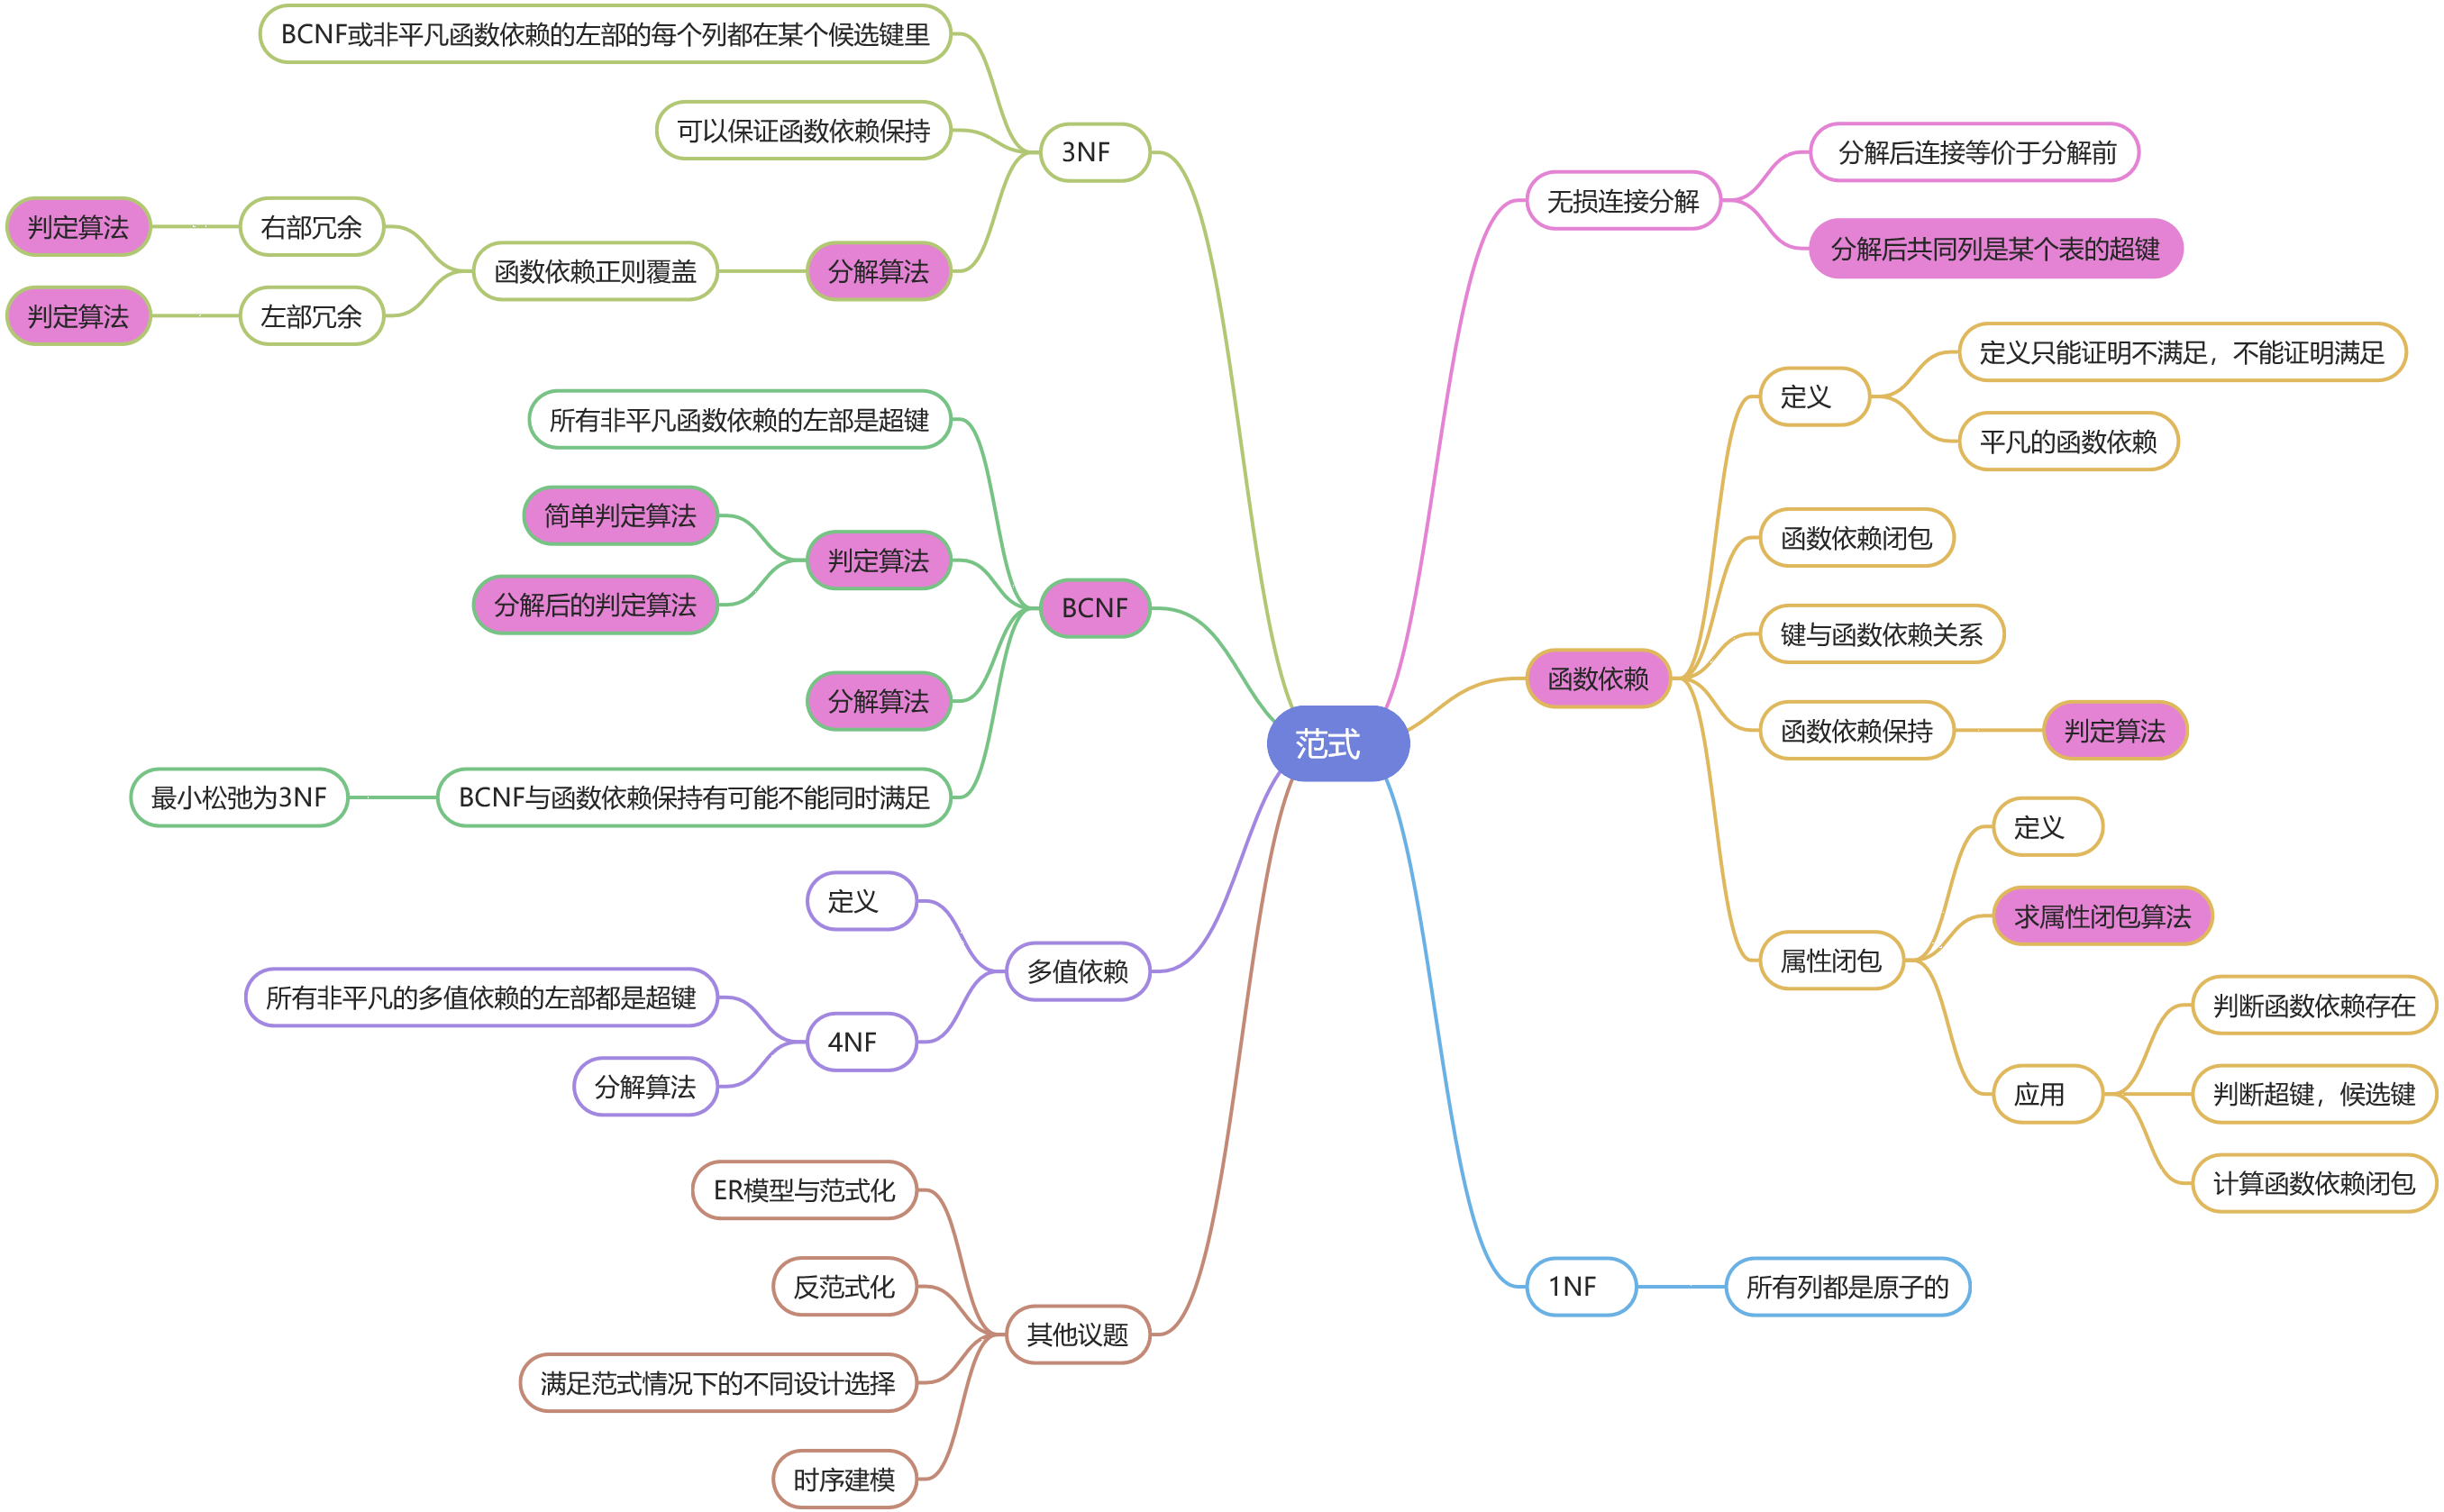 范式
无损连接分解
分解后连接等价于分解前
分解后共同列是某个表的超键
函数依赖
定义
定义只能证明不满足，不能证明满足
平凡的函数依赖
函数依赖闭包
键与函数依赖关系
函数依赖保持
判定算法
属性闭包
定义
求属性闭包算法
应用
判断函数依赖存在
判断超键，候选键
计算函数依赖闭包
1NF
所有列都是原子的
3NF
BCNF或非平凡函数依赖的左部的每个列都在某个候选键里
可以保证函数依赖保持
分解算法
函数依赖正则覆盖
右部冗余
判定算法
左部冗余
判定算法
BCNF
所有非平凡函数依赖的左部是超键
判定算法
简单判定算法
分解后的判定算法
分解算法
BCNF与函数依赖保持有可能不能同时满足
最小松弛为3NF
多值依赖
定义
4NF
所有非平凡的多值依赖的左部都是超键
分解算法
其他议题
ER模型与范式化
反范式化
满足范式情况下的不同设计选择
时序建模